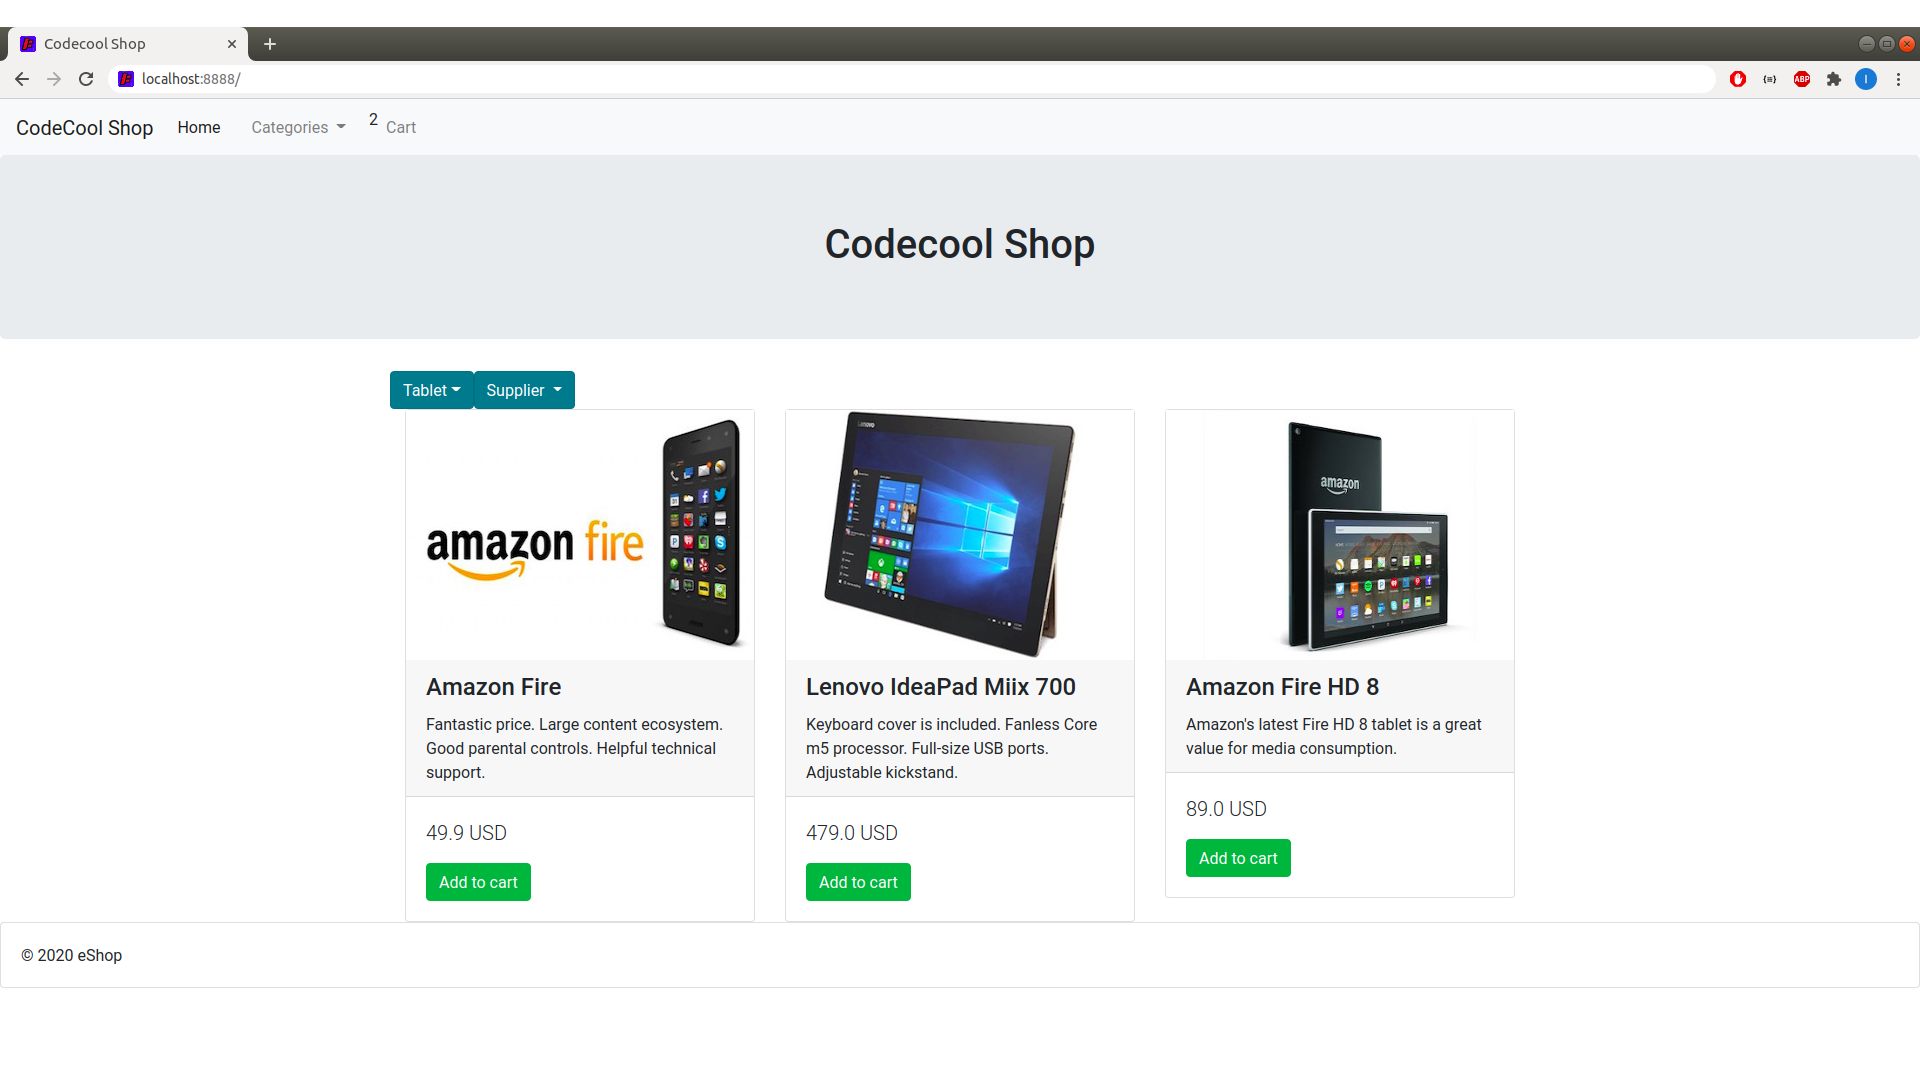 Codecool Shop
localhost:8888/
ABP
I
CodeCool Shop Home Categories 2 Cart
Codecool Shop
Tablet Supplier
amazon fire
Lenovo
amazon
Amazon Fire
Fantastic price. Large content ecosystem.
Good parental controls. Helpful technical
support.
49.9 USD
Add to cart
Lenovo IdeaPad Miix 700
Keyboard cover is included. Fanless Core
m5 processor. Full-size USB ports.
Adjustable kickstand.
479.0 USD
Add to cart
Amazon Fire HD 8
Amazon's latest Fire HD 8 tablet is a great
value for media consumption.
89.0 USD
Add to cart
© 2020 eShop